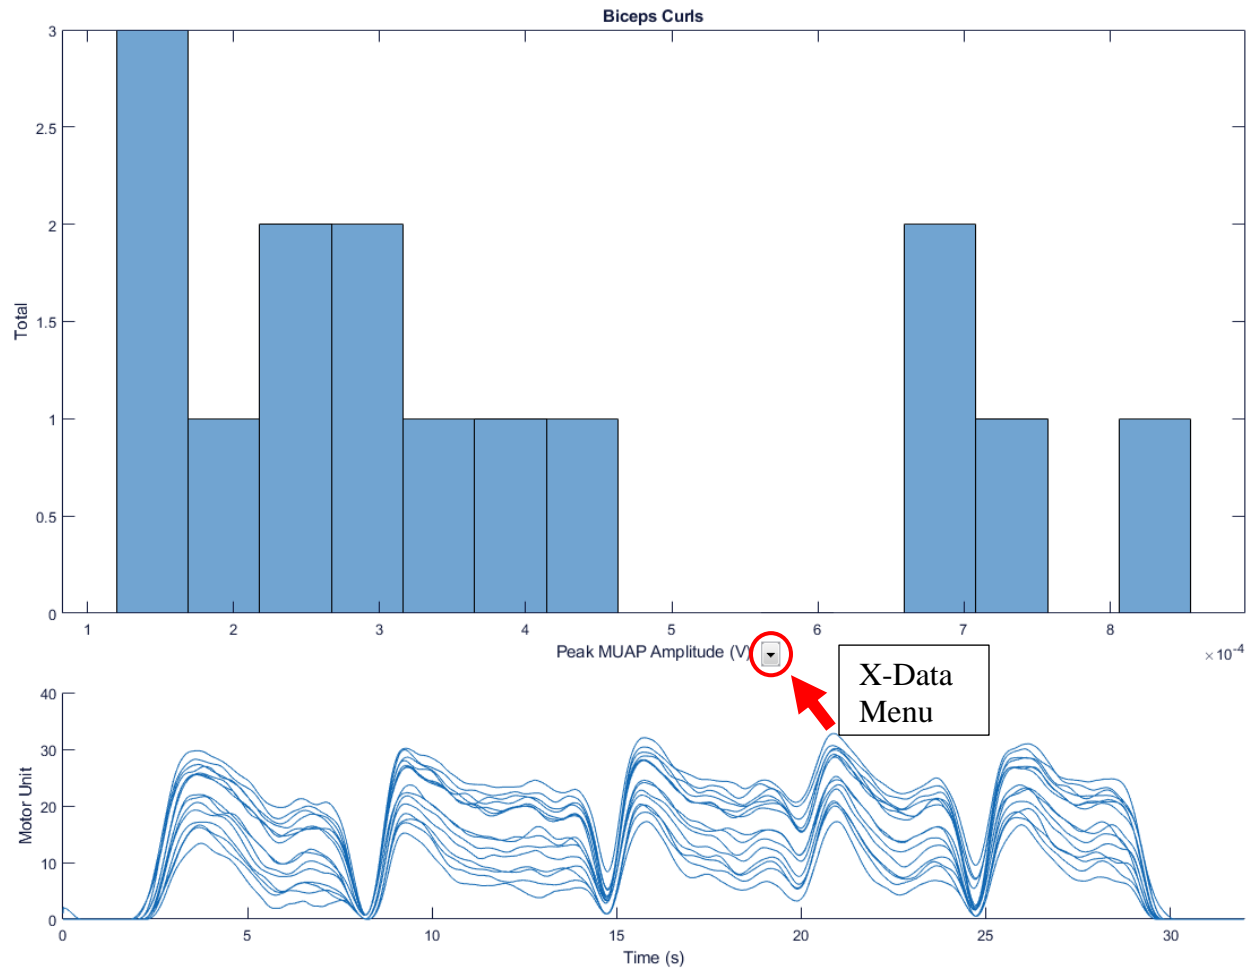 Biceps Curls
3
2.5
2
1.5
1
0.5
0
Total
1 2 3 4 5 6 7 8
Peak MUAP Amplitude (V)
×10⁻⁴
X-Data
Menu
40
30
20
10
0
Motor Unit
0 5 10 15 20 25 30
Time (s)